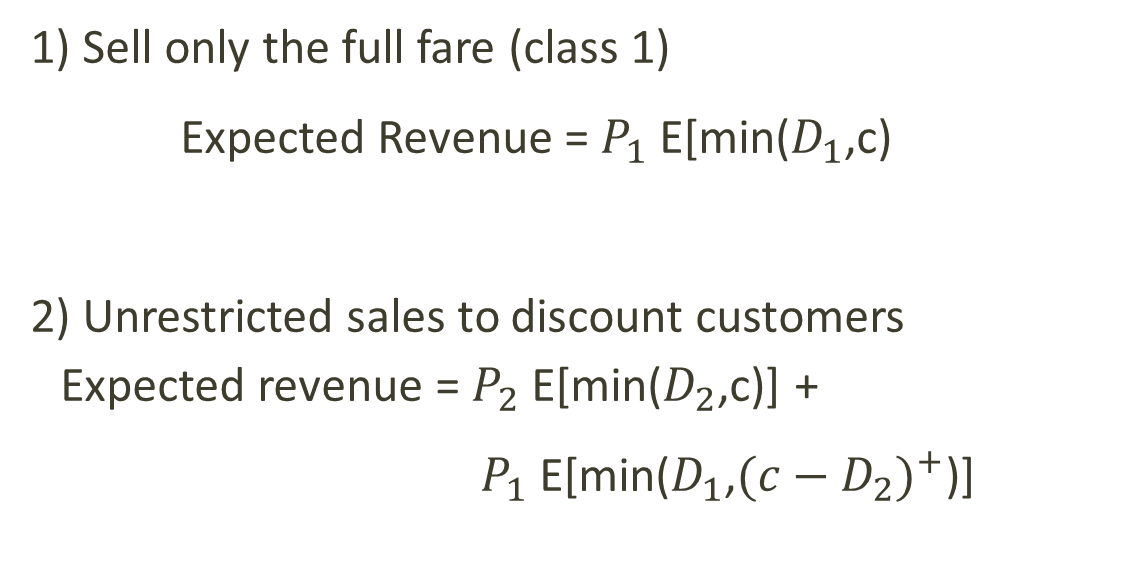 1) Sell only the full fare (class 1)
Expected Revenue = P₁ E[min(D₁,c)
2) Unrestricted sales to discount customers
Expected revenue = P₂ E[min(D₂,c)] +
P₁ E[min(D₁,(c − D₂)⁺)]